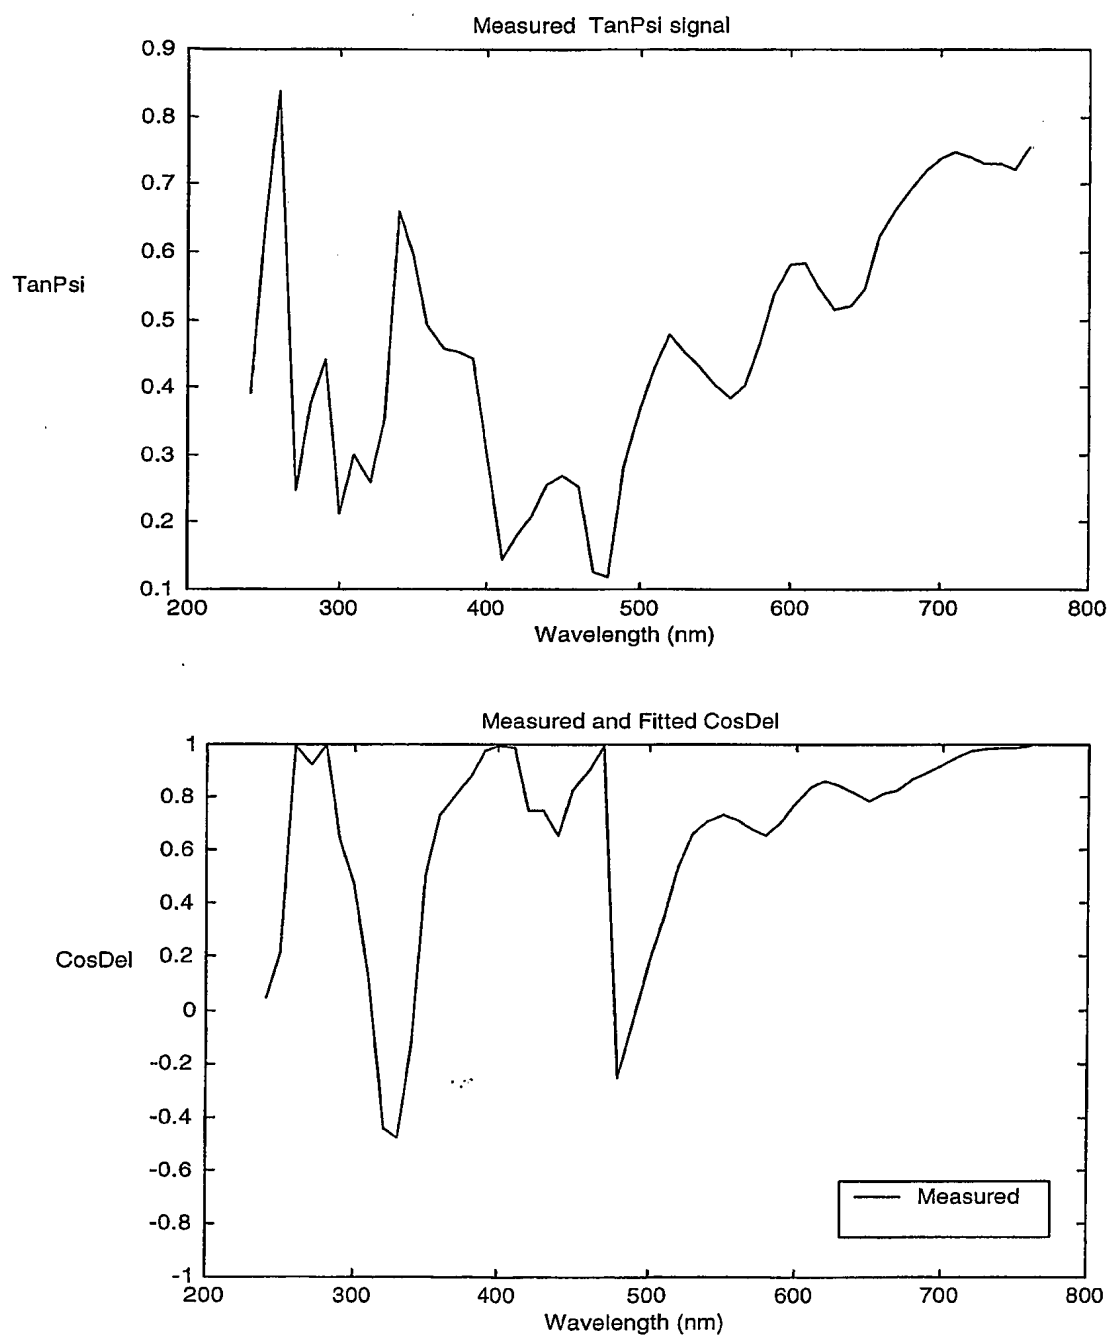 Measured TanPsi signal
0.9
0.8
0.7
0.6
TanPsi
0.5
0.4
0.3
0.2
0.1
200 300 400 500 600 700 800
Wavelength (nm)
Measured and Fitted CosDel
1
0.8
0.6
0.4
CosDel 0.2
0
-0.2
-0.4
-0.6
Measured
-0.8
-1
200 300 400 500 600 700 800
Wavelength (nm)